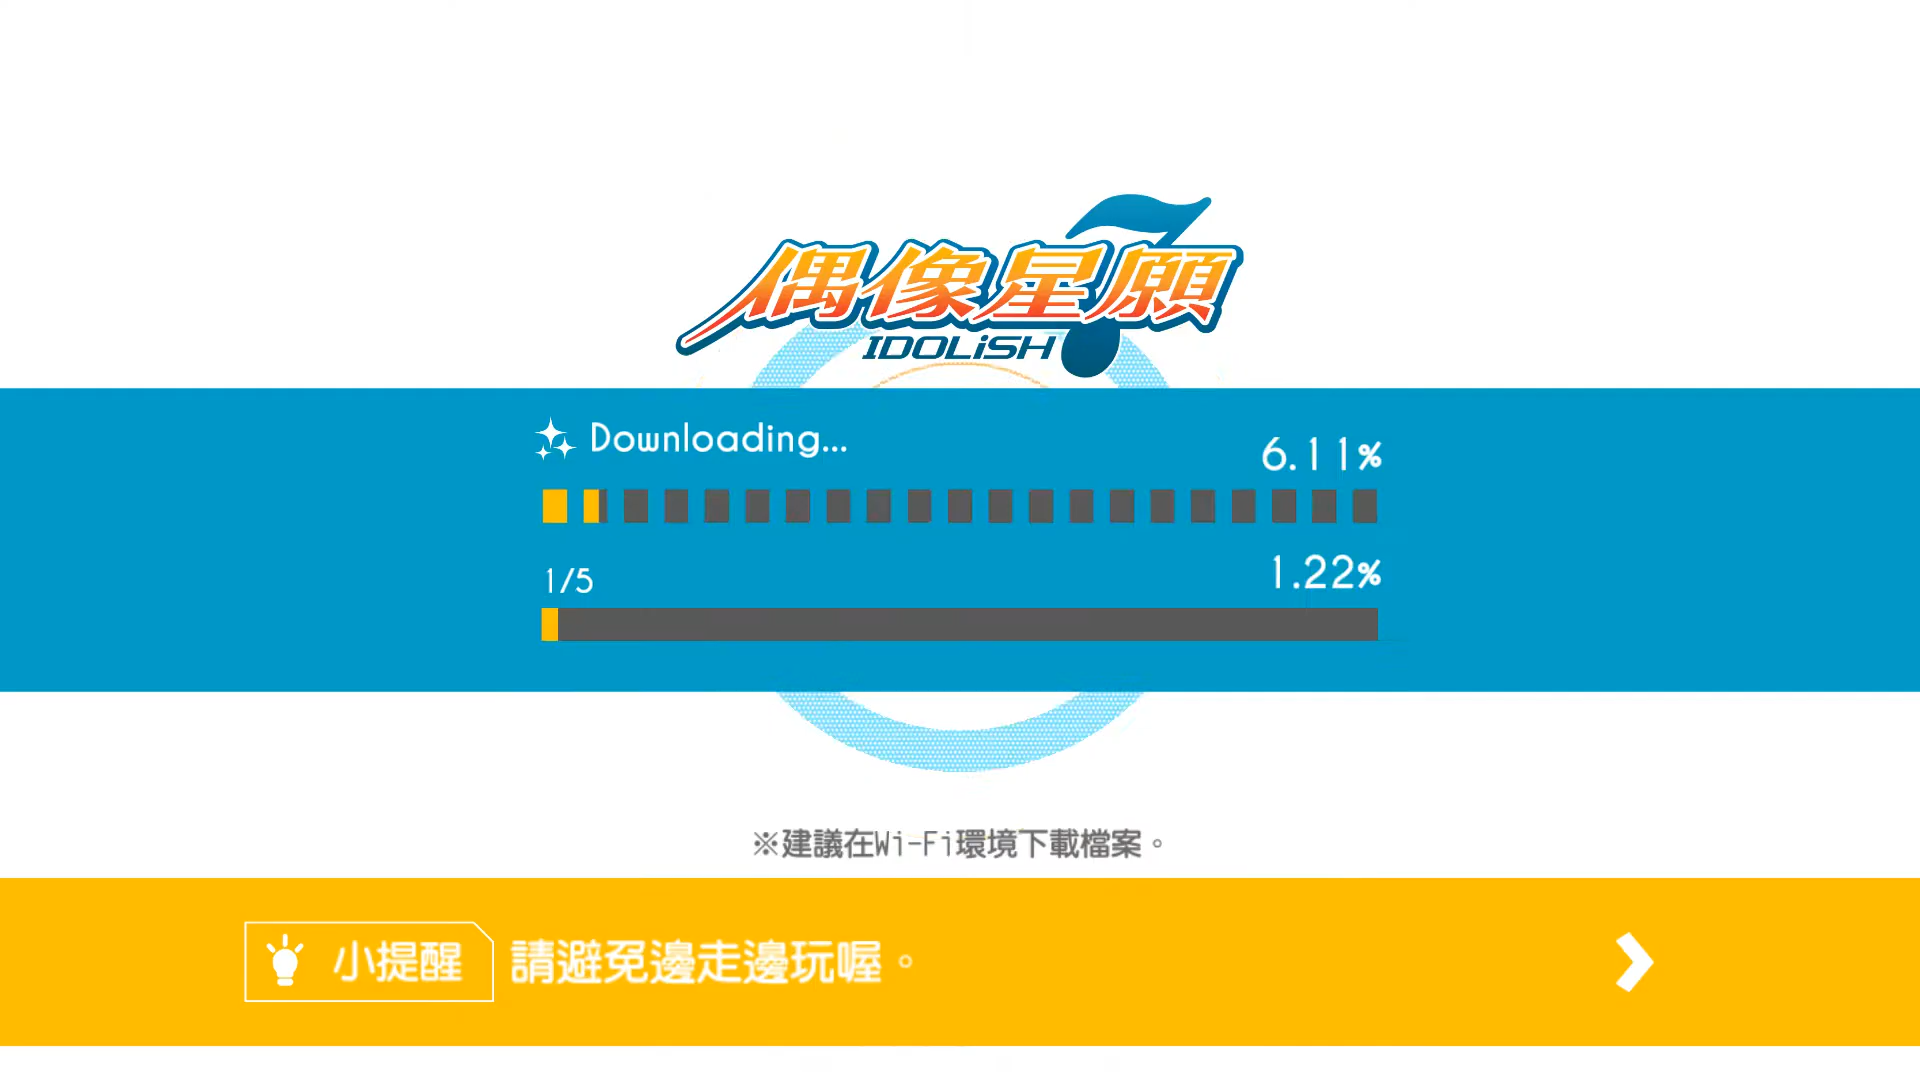 偶像星願
IDOLiSH7
Downloading...
6.11%
1/5
1.22%
※建議在Wi-Fi環境下載檔案。
小提醒
請避免邊走邊玩喔。